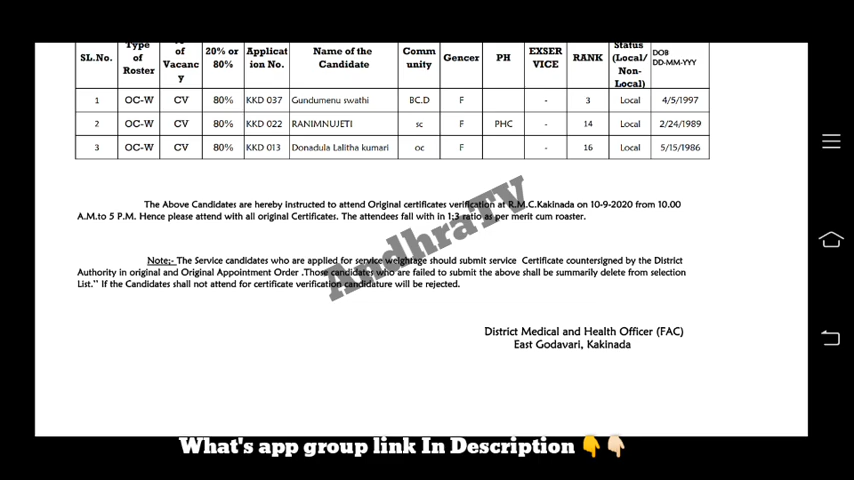 SL.No. Type of Roster of Vacancy 20% or 80% Application No. Name of the Candidate Community Gencer PH EXSERVICE RANK Status (Local/Non-Local) DOB DD-MM-YYY
1 OC-W CV 80% KKD 037 Gundumenu swathi BC.D F - 3 Local 4/5/1997
2 OC-W CV 80% KKD 022 RANIMNUJETI sc F PHC - 14 Local 2/24/1989
3 OC-W CV 80% KKD 013 Donadula Lalitha kumari oc F - 16 Local 5/15/1986
The Above Candidates are hereby instructed to attend Original certificates verification at R.M.C.Kakinada on 10-9-2020 from 10.00
A.M.to 5 P.M. Hence please attend with all original Certificates. The attendees fall with in 1;3 ratio as per merit cum roaster.
AndhraTv
Note;- The Service candidates who are applied for service weightage should submit service Certificate countersigned by the District
Authority in original and Original Appointment Order .Those candidates who are failed to submit the above shall be summarily delete from selection
List." If the Candidates shall not attend for certificate verification candidature will be rejected.
District Medical and Health Officer (FAC)
East Godavari, Kakinada
What's app group link In Description 👇👇🏻